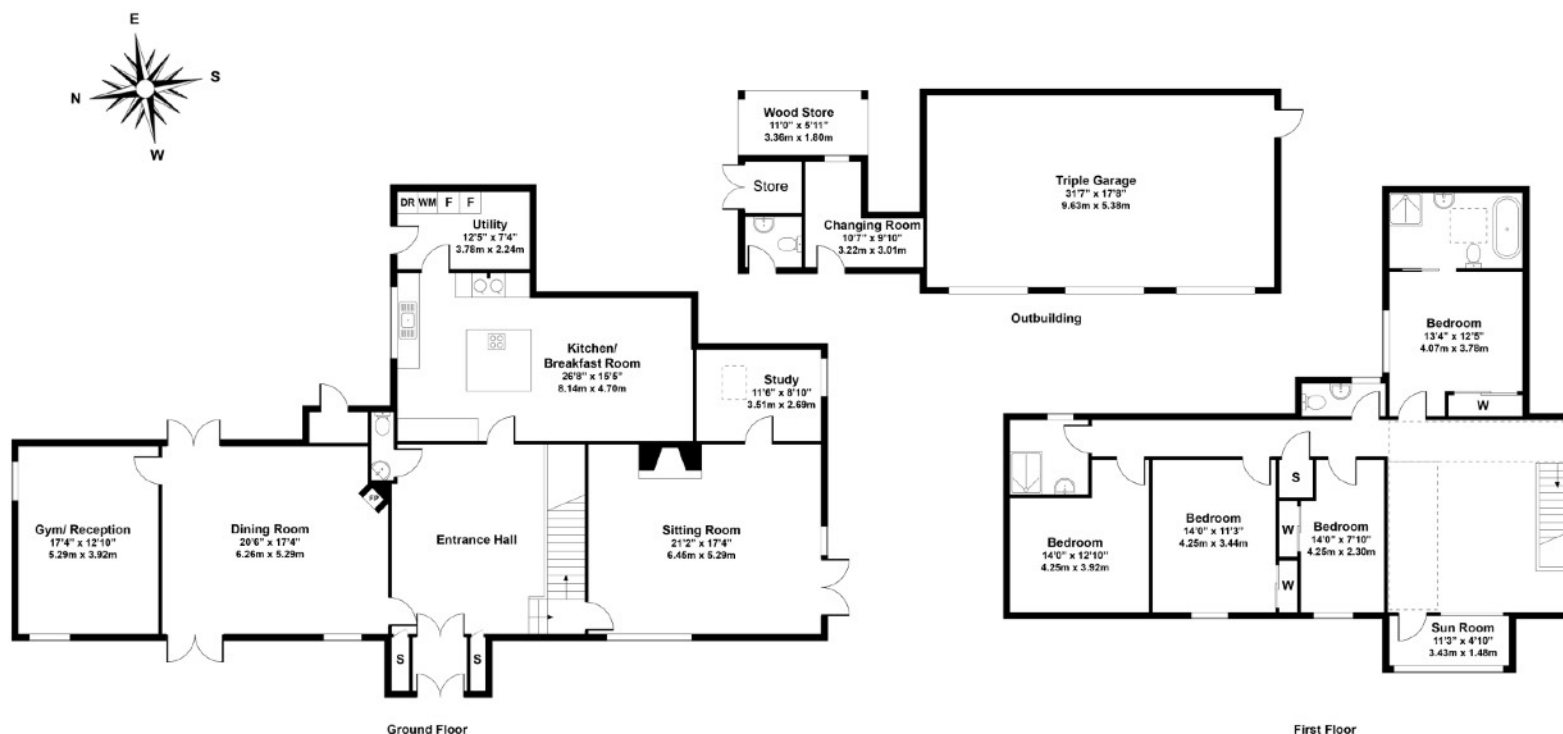 E
S
N
W
Wood Store
11'0" x 5'11"
3.36m x 1.80m
Store
Changing Room
10'7" x 9'10"
3.22m x 3.01m
Triple Garage
31'7" x 17'8"
9.63m x 5.38m
Outbuilding
DR WM F F
Utility
12'5" x 7'4"
3.78m x 2.24m
Kitchen/
Breakfast Room
26'8" x 15'5"
8.14m x 4.70m
Study
11'6" x 8'10"
3.51m x 2.69m
Gym/ Reception
17'4" x 12'10"
5.29m x 3.92m
Dining Room
20'6" x 17'4"
6.26m x 5.29m
FP
Entrance Hall
Sitting Room
21'2" x 17'4"
6.45m x 5.29m
S
S
Ground Floor
Bedroom
13'4" x 12'5"
4.07m x 3.78m
W
S
Bedroom
14'0" x 12'10"
4.25m x 3.92m
Bedroom
14'0" x 11'3"
4.25m x 3.44m
W
W
Bedroom
14'0" x 7'10"
4.25m x 2.30m
Sun Room
11'3" x 4'10"
3.43m x 1.48m
First Floor